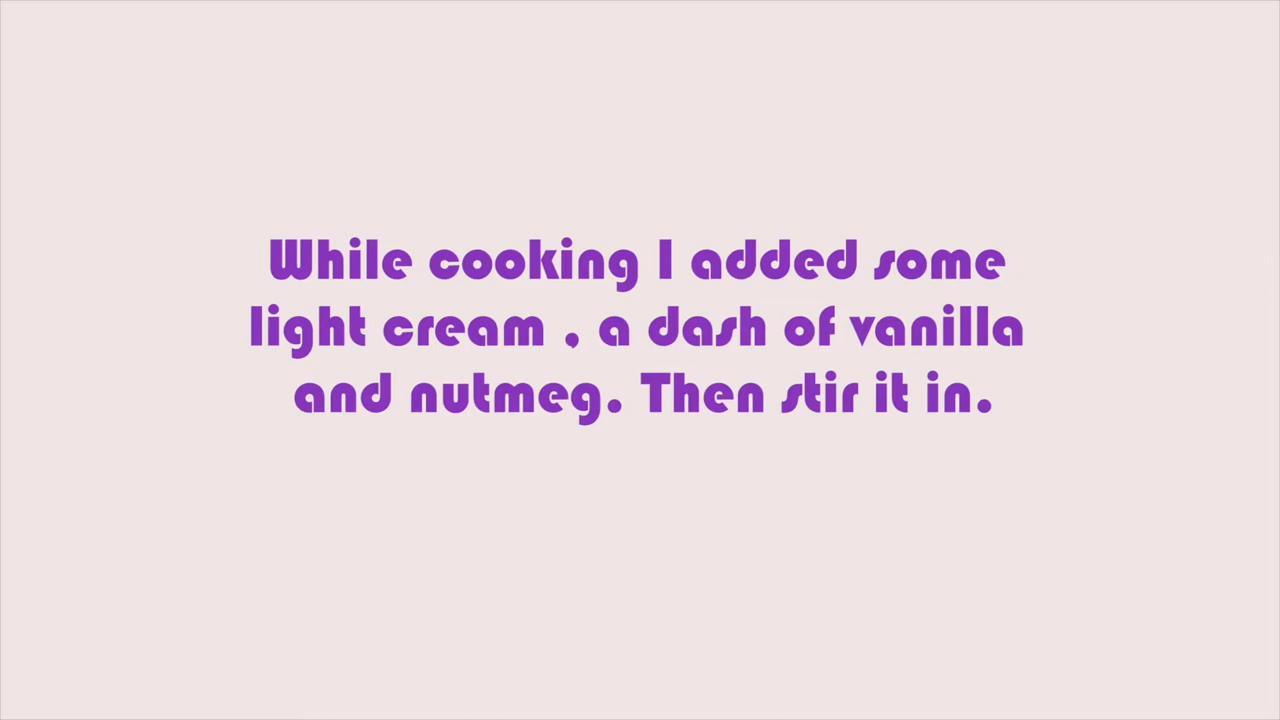 While cooking I added some
light cream , a dash of vanilla
and nutmeg. Then stir it in.